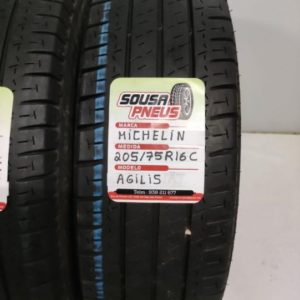 SOUSA
PNEUS
MARCA
MICHELIN
MEDIDA
205/75R16C
MODELO
AGILIS